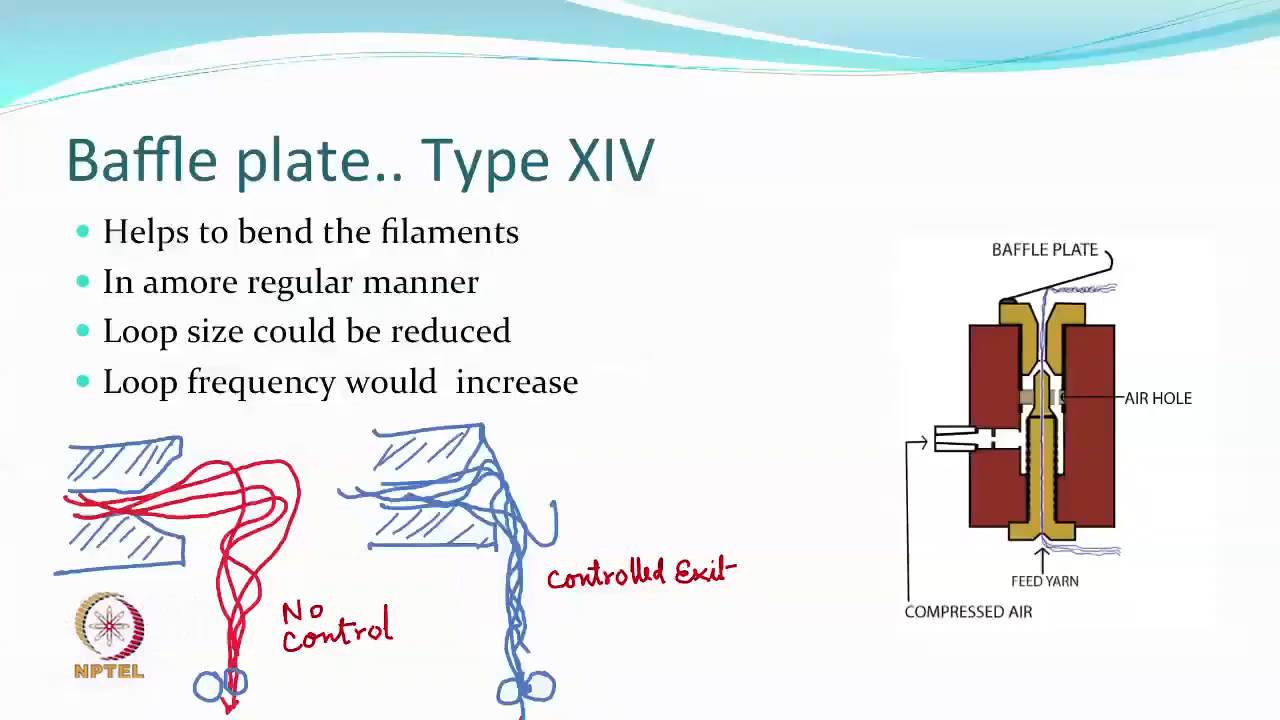 Baffle plate.. Type XIV
Helps to bend the filaments
In amore regular manner
Loop size could be reduced
Loop frequency would increase
BAFFLE PLATE
AIR HOLE
FEED YARN
COMPRESSED AIR
No
Control
Controlled Exit
NPTEL